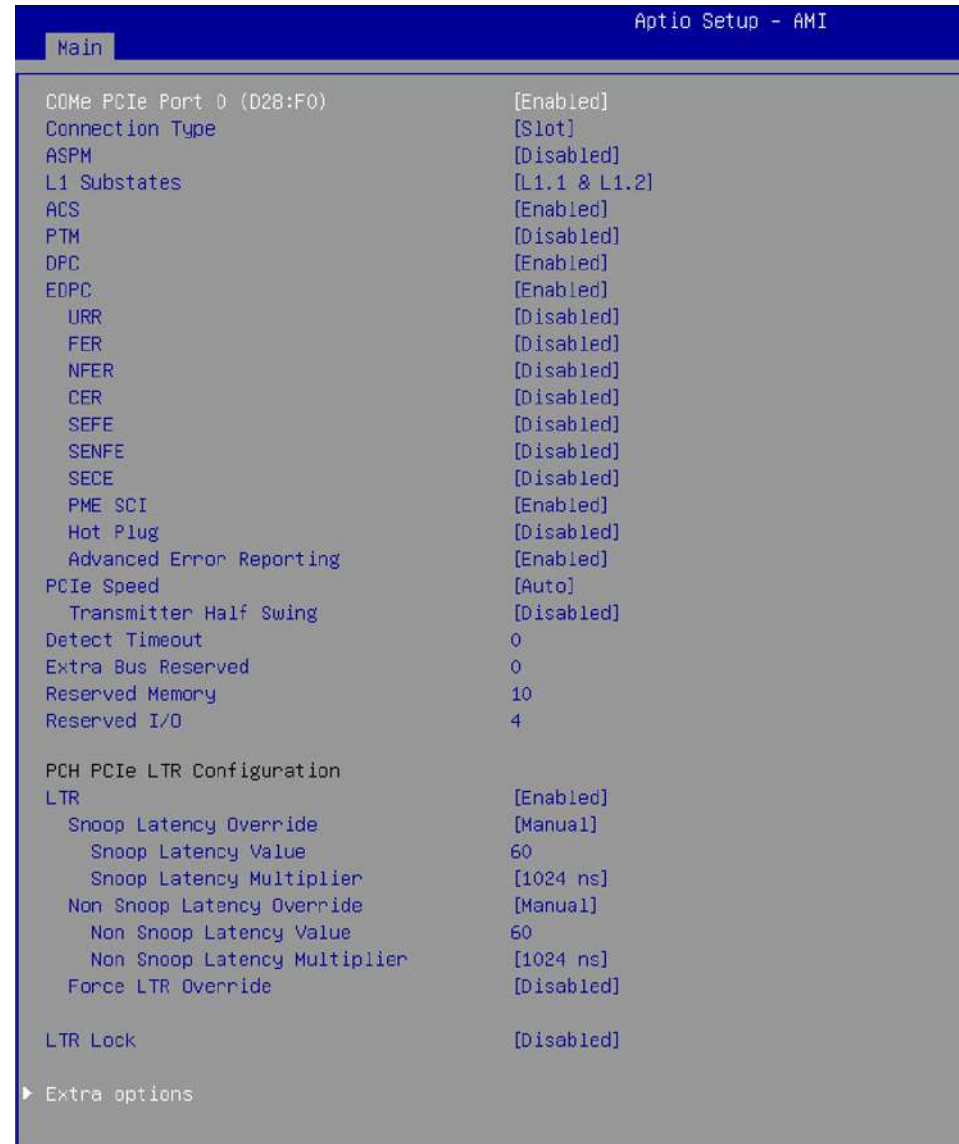 Aptio Setup - AMI
Main
COMe PCIe Port 0 (D28:F0) [Enabled]
Connection Type [Slot]
ASPM [Disabled]
L1 Substates [L1.1 & L1.2]
ACS [Enabled]
PTM [Disabled]
DPC [Enabled]
EDPC [Enabled]
URR [Disabled]
FER [Disabled]
NFER [Disabled]
CER [Disabled]
SEFE [Disabled]
SENFE [Disabled]
SECE [Disabled]
PME SCI [Enabled]
Hot Plug [Disabled]
Advanced Error Reporting [Enabled]
PCIe Speed [Auto]
Transmitter Half Swing [Disabled]
Detect Timeout 0
Extra Bus Reserved 0
Reserved Memory 10
Reserved I/O 4
PCH PCIe LTR Configuration
LTR [Enabled]
Snoop Latency Override [Manual]
Snoop Latency Value 60
Snoop Latency Multiplier [1024 ns]
Non Snoop Latency Override [Manual]
Non Snoop Latency Value 60
Non Snoop Latency Multiplier [1024 ns]
Force LTR Override [Disabled]
LTR Lock [Disabled]
Extra options